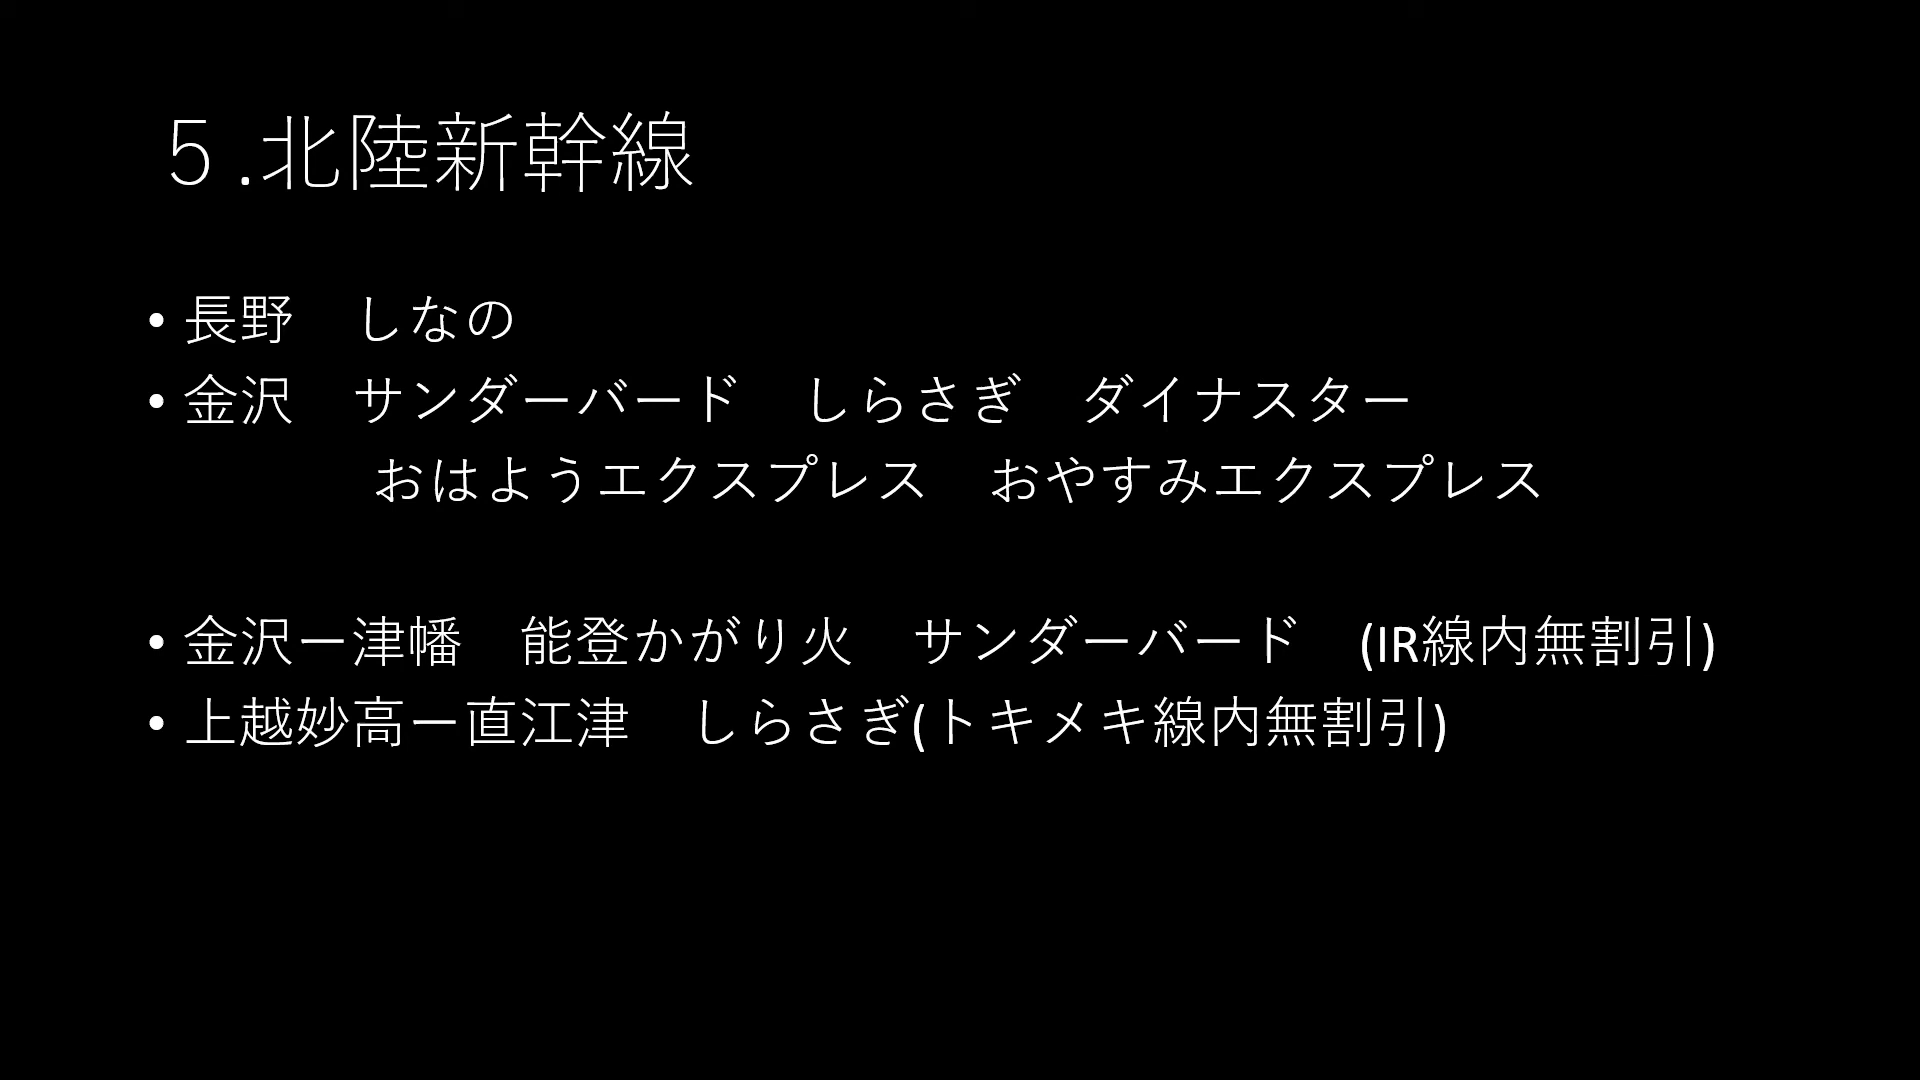 ５.北陸新幹線
• 長野　しなの
• 金沢　サンダーバード　しらさぎ　ダイナスター
おはようエクスプレス　おやすみエクスプレス
• 金沢ー津幡　能登かがり火　サンダーバード　(IR線内無割引)
• 上越妙高ー直江津　しらさぎ(トキメキ線内無割引)